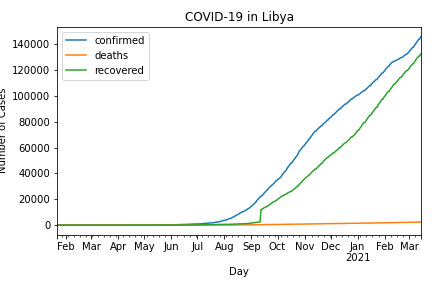 COVID-19 in Libya
confirmed
deaths
recovered
140000
120000
100000
80000
60000
40000
20000
0
Number of Cases
Feb Mar Apr May Jun Jul Aug Sep Oct Nov Dec Jan Feb Mar
2021
Day